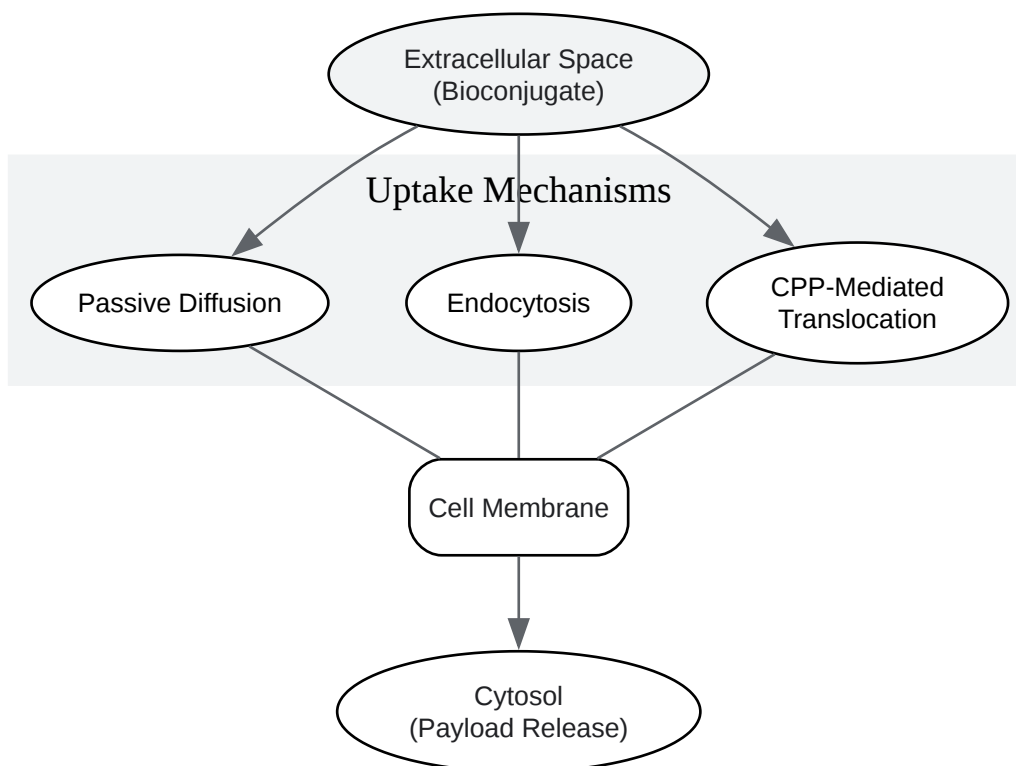 Extracellular Space
(Bioconjugate)
Uptake Mechanisms
Passive Diffusion
Endocytosis
CPP-Mediated
Translocation
Cell Membrane
Cytosol
(Payload Release)